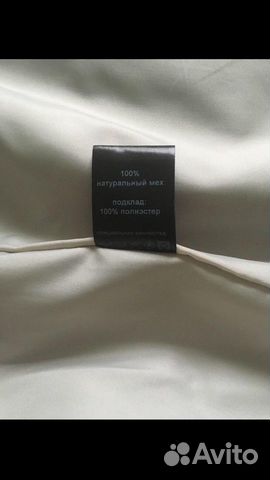 100%
натуральный мех
подклад:
100% полиэстер
Avito